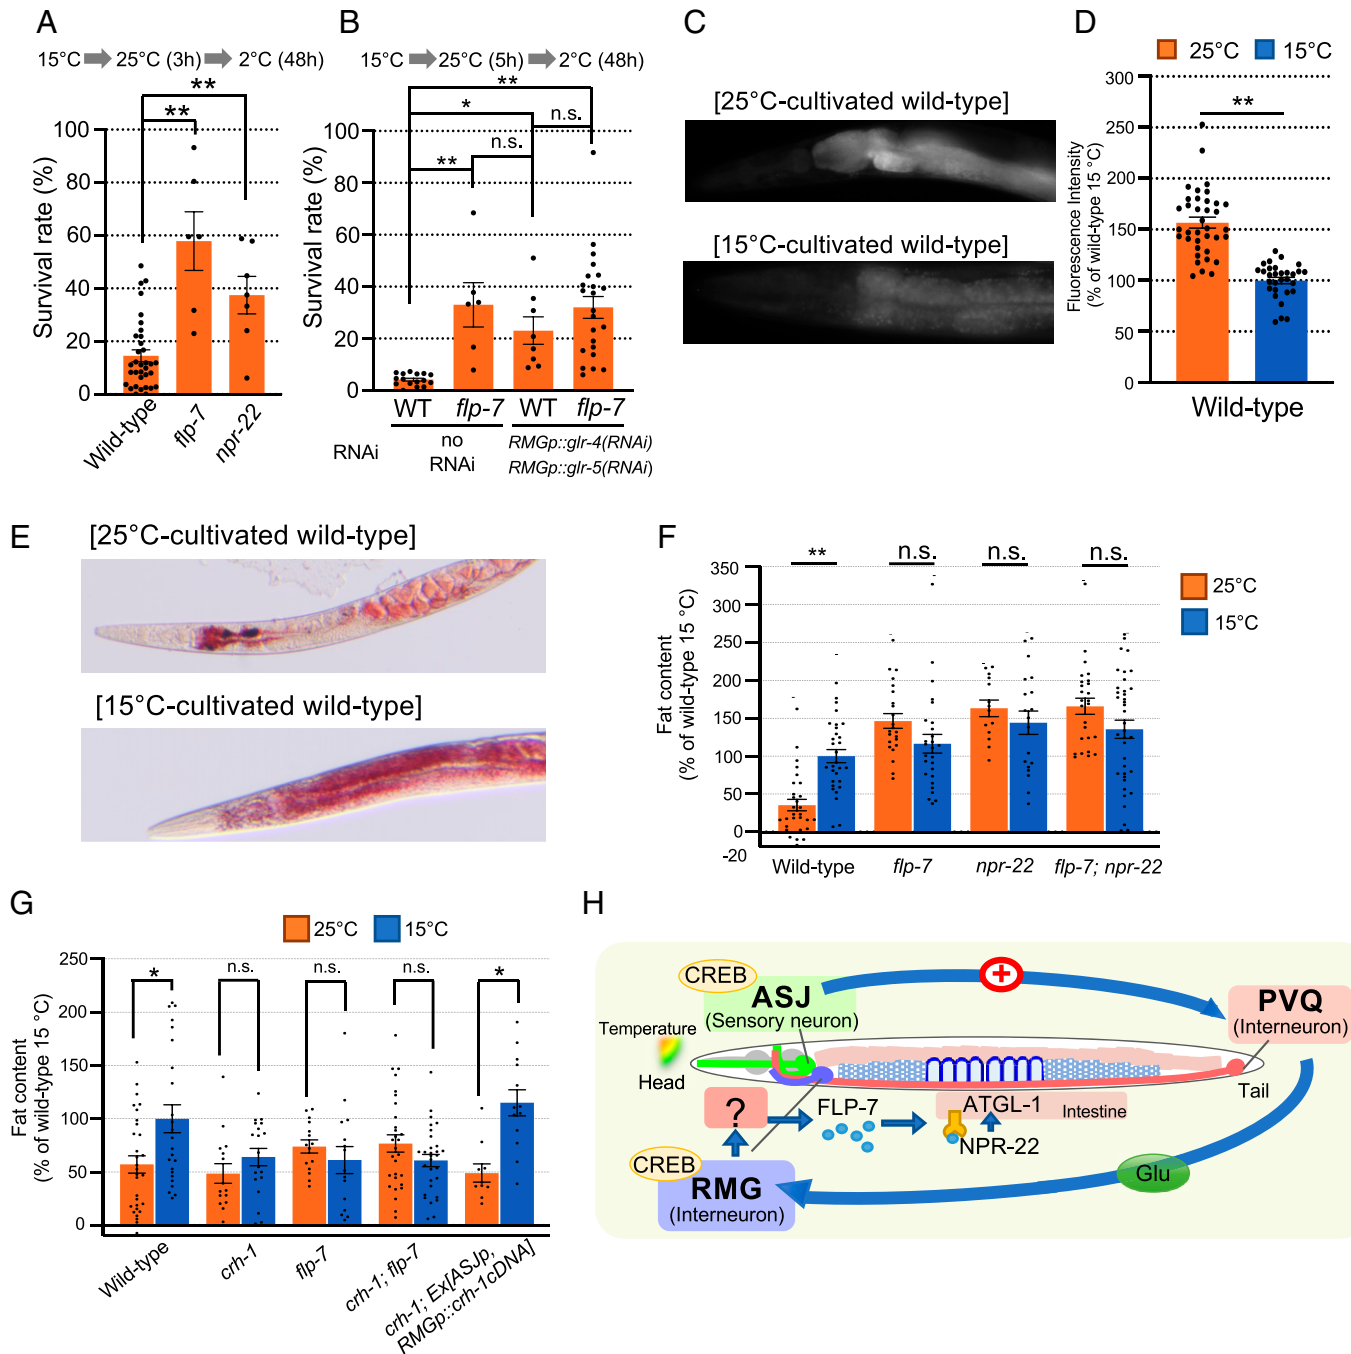 A
15°C 25°C (3h) 2°C (48h)
**
**
Survival rate (%)
100
80
60
40
20
0
Wild-type
flp-7
npr-22
B
15°C 25°C (5h) 2°C (48h)
**
*
n.s.
n.s.
**
Survival rate (%)
100
80
60
40
20
0
WT flp-7 WT flp-7
RNAi
no
RNAi
RMGp::glr-4(RNAi)
RMGp::glr-5(RNAi)
C
[25°C-cultivated wild-type]
[15°C-cultivated wild-type]
D
25°C 15°C
**
Fluorescence Intensity
(% of wild-type 15 °C)
300
250
200
150
100
50
0
Wild-type
E
[25°C-cultivated wild-type]
[15°C-cultivated wild-type]
F
** n.s. n.s. n.s.
25°C
15°C
Fat content
(% of wild-type 15 °C)
350
300
250
200
150
100
50
0
-20
Wild-type flp-7 npr-22 flp-7; npr-22
G
25°C 15°C
* n.s. n.s. n.s. *
Fat content
(% of wild-type 15 °C)
250
200
150
100
50
0
Wild-type
crh-1
flp-7
crh-1; flp-7
crh-1; Ex[ASJp,
RMGp::crh-1cDNA]
H
CREB
ASJ
(Sensory neuron)
+
PVQ
(Interneuron)
Temperature
Head
Tail
?
FLP-7
ATGL-1
Intestine
NPR-22
CREB
RMG
(Interneuron)
Glu